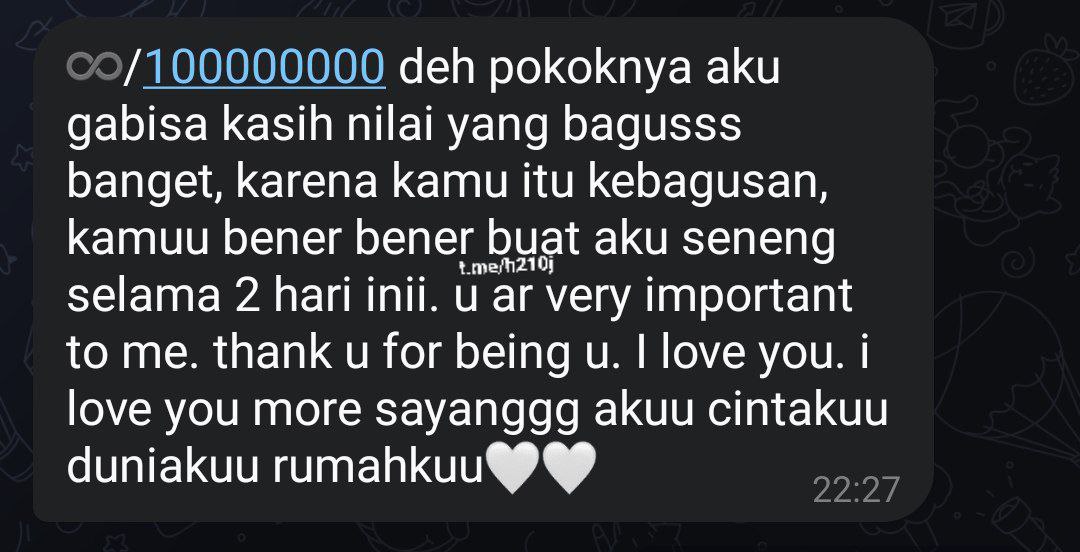 ♾/100000000 deh pokoknya aku
gabisa kasih nilai yang bagusss
banget, karena kamu itu kebagusan,
kamuu bener bener buat aku seneng
t.me/h210j
selama 2 hari inii. u ar very important
to me. thank u for being u. I love you. i
love you more sayanggg akuu cintakuu
duniakuu rumahkuu🤍🤍
22:27